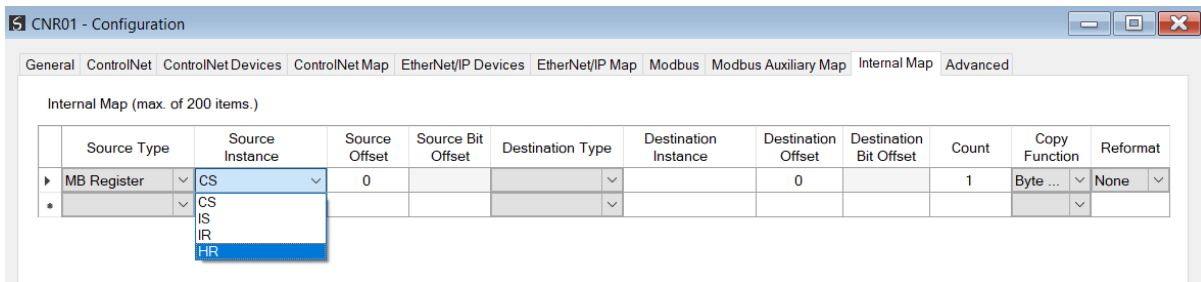 CNR01 - Configuration
General ControlNet ControlNet Devices ControlNet Map EtherNet/IP Devices EtherNet/IP Map Modbus Modbus Auxiliary Map Internal Map Advanced
Internal Map (max. of 200 items.)
Source Type Source Instance Source Offset Source Bit Offset Destination Type Destination Instance Destination Offset Destination Bit Offset Count Copy Function Reformat
MB Register CS 0 0 1 Byte ... None
CS
IS
IR
HR